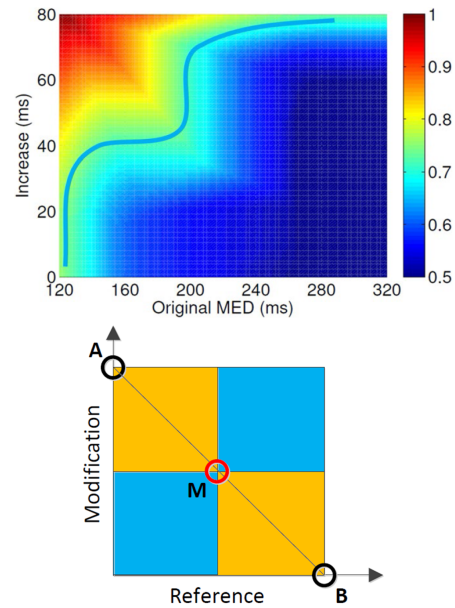 80
60
40
20
0
Increase (ms)
120 160 200 240 280 320
Original MED (ms)
1
0.9
0.8
0.7
0.6
0.5
A
Modification
M
Reference
B